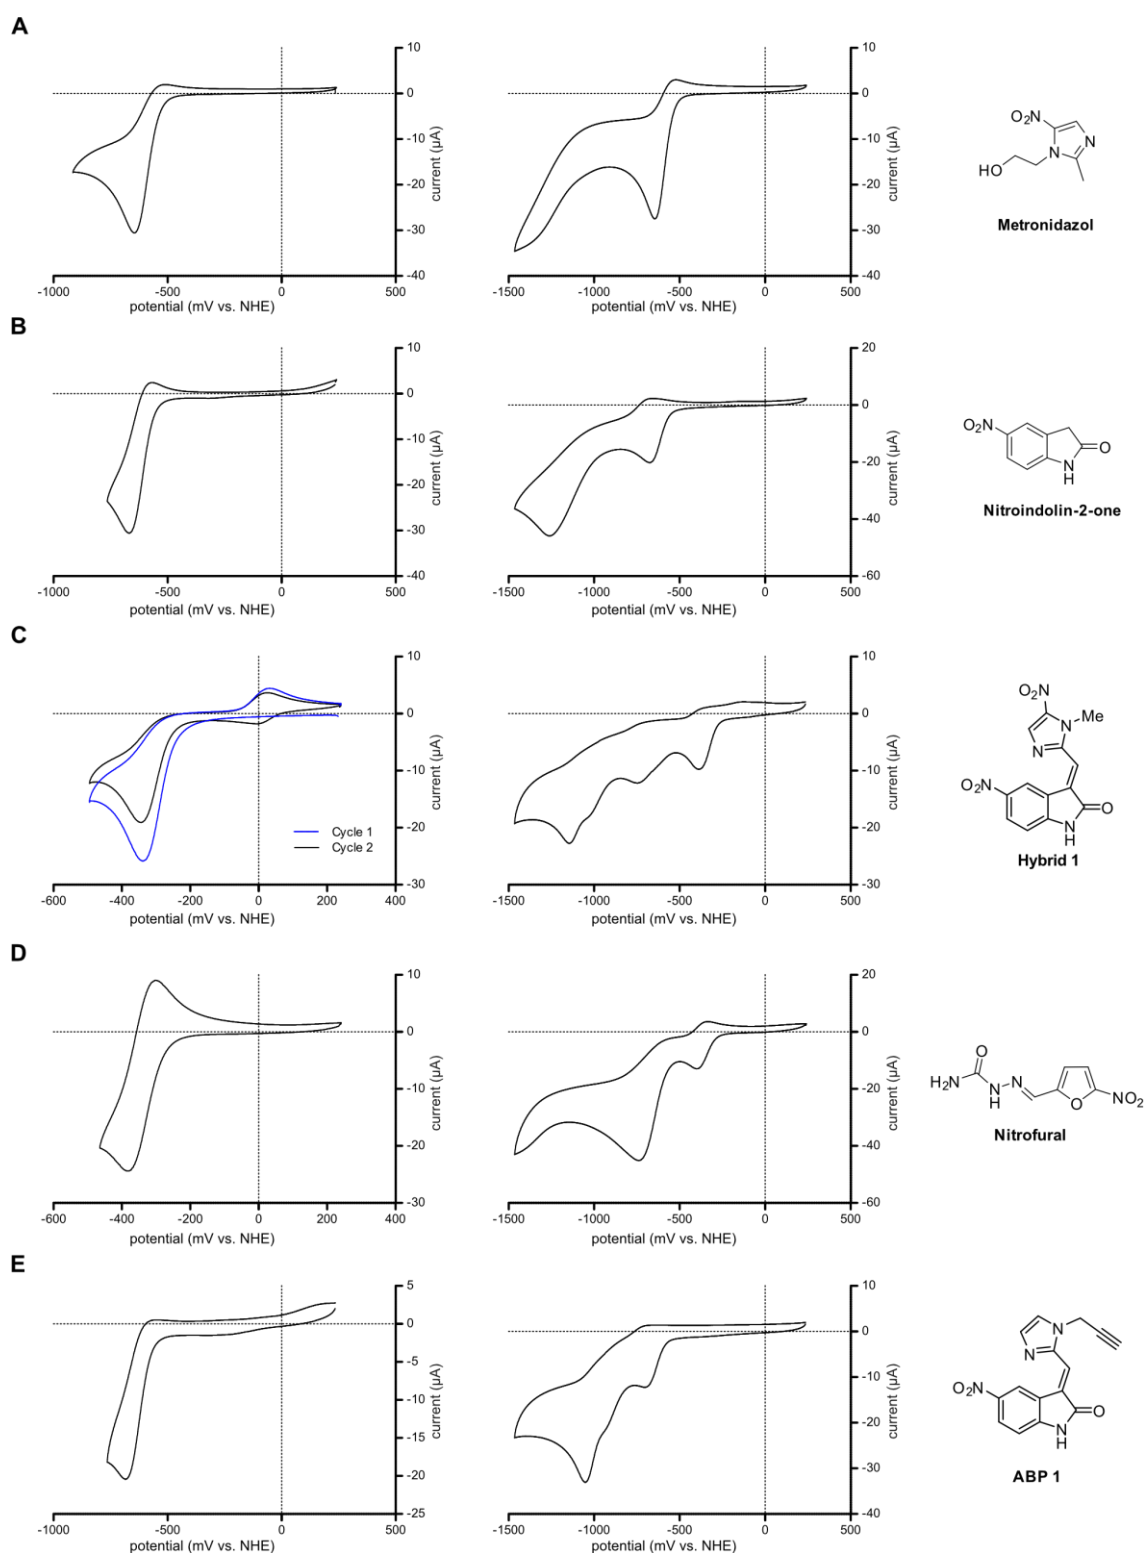 A
10
0
-10
-20
-30
-40
current (µA)
-1000
-500
0
500
potential (mV vs. NHE)
10
0
-10
-20
-30
-40
current (µA)
-1500
-1000
-500
0
500
potential (mV vs. NHE)
O₂N
N
N
HO
Metronidazol
B
10
0
-10
-20
-30
-40
current (µA)
-1000
-500
0
500
potential (mV vs. NHE)
20
0
-20
-40
-60
current (µA)
-1500
-1000
-500
0
500
potential (mV vs. NHE)
O₂N
O
N
H
Nitroindolin-2-one
C
10
0
-10
-20
-30
current (µA)
Cycle 1
Cycle 2
-600
-400
-200
0
200
400
potential (mV vs. NHE)
10
0
-10
-20
-30
current (µA)
-1500
-1000
-500
0
500
potential (mV vs. NHE)
O₂N
Me
N
N
O₂N
O
N
H
Hybrid 1
D
10
0
-10
-20
-30
current (µA)
-600
-400
-200
0
200
400
potential (mV vs. NHE)
20
0
-20
-40
-60
current (µA)
-1500
-1000
-500
0
500
potential (mV vs. NHE)
O
H₂N
N
H
N
O
NO₂
Nitrofural
E
5
0
-5
-10
-15
-20
-25
current (µA)
-1000
-500
0
500
potential (mV vs. NHE)
10
0
-10
-20
-30
-40
current (µA)
-1500
-1000
-500
0
500
potential (mV vs. NHE)
N
N
O₂N
O
N
H
ABP 1